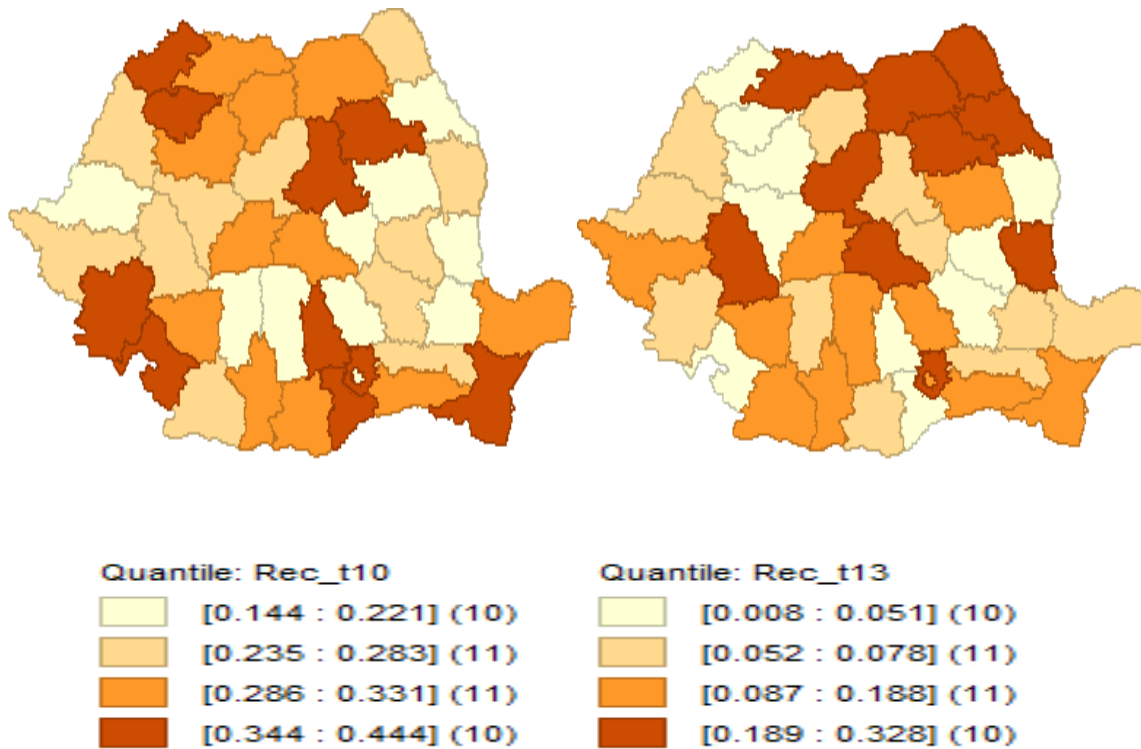 Quantile: Rec_t10
[0.144 : 0.221] (10)
[0.235 : 0.283] (11)
[0.286 : 0.331] (11)
[0.344 : 0.444] (10)
Quantile: Rec_t13
[0.008 : 0.051] (10)
[0.052 : 0.078] (11)
[0.087 : 0.188] (11)
[0.189 : 0.328] (10)